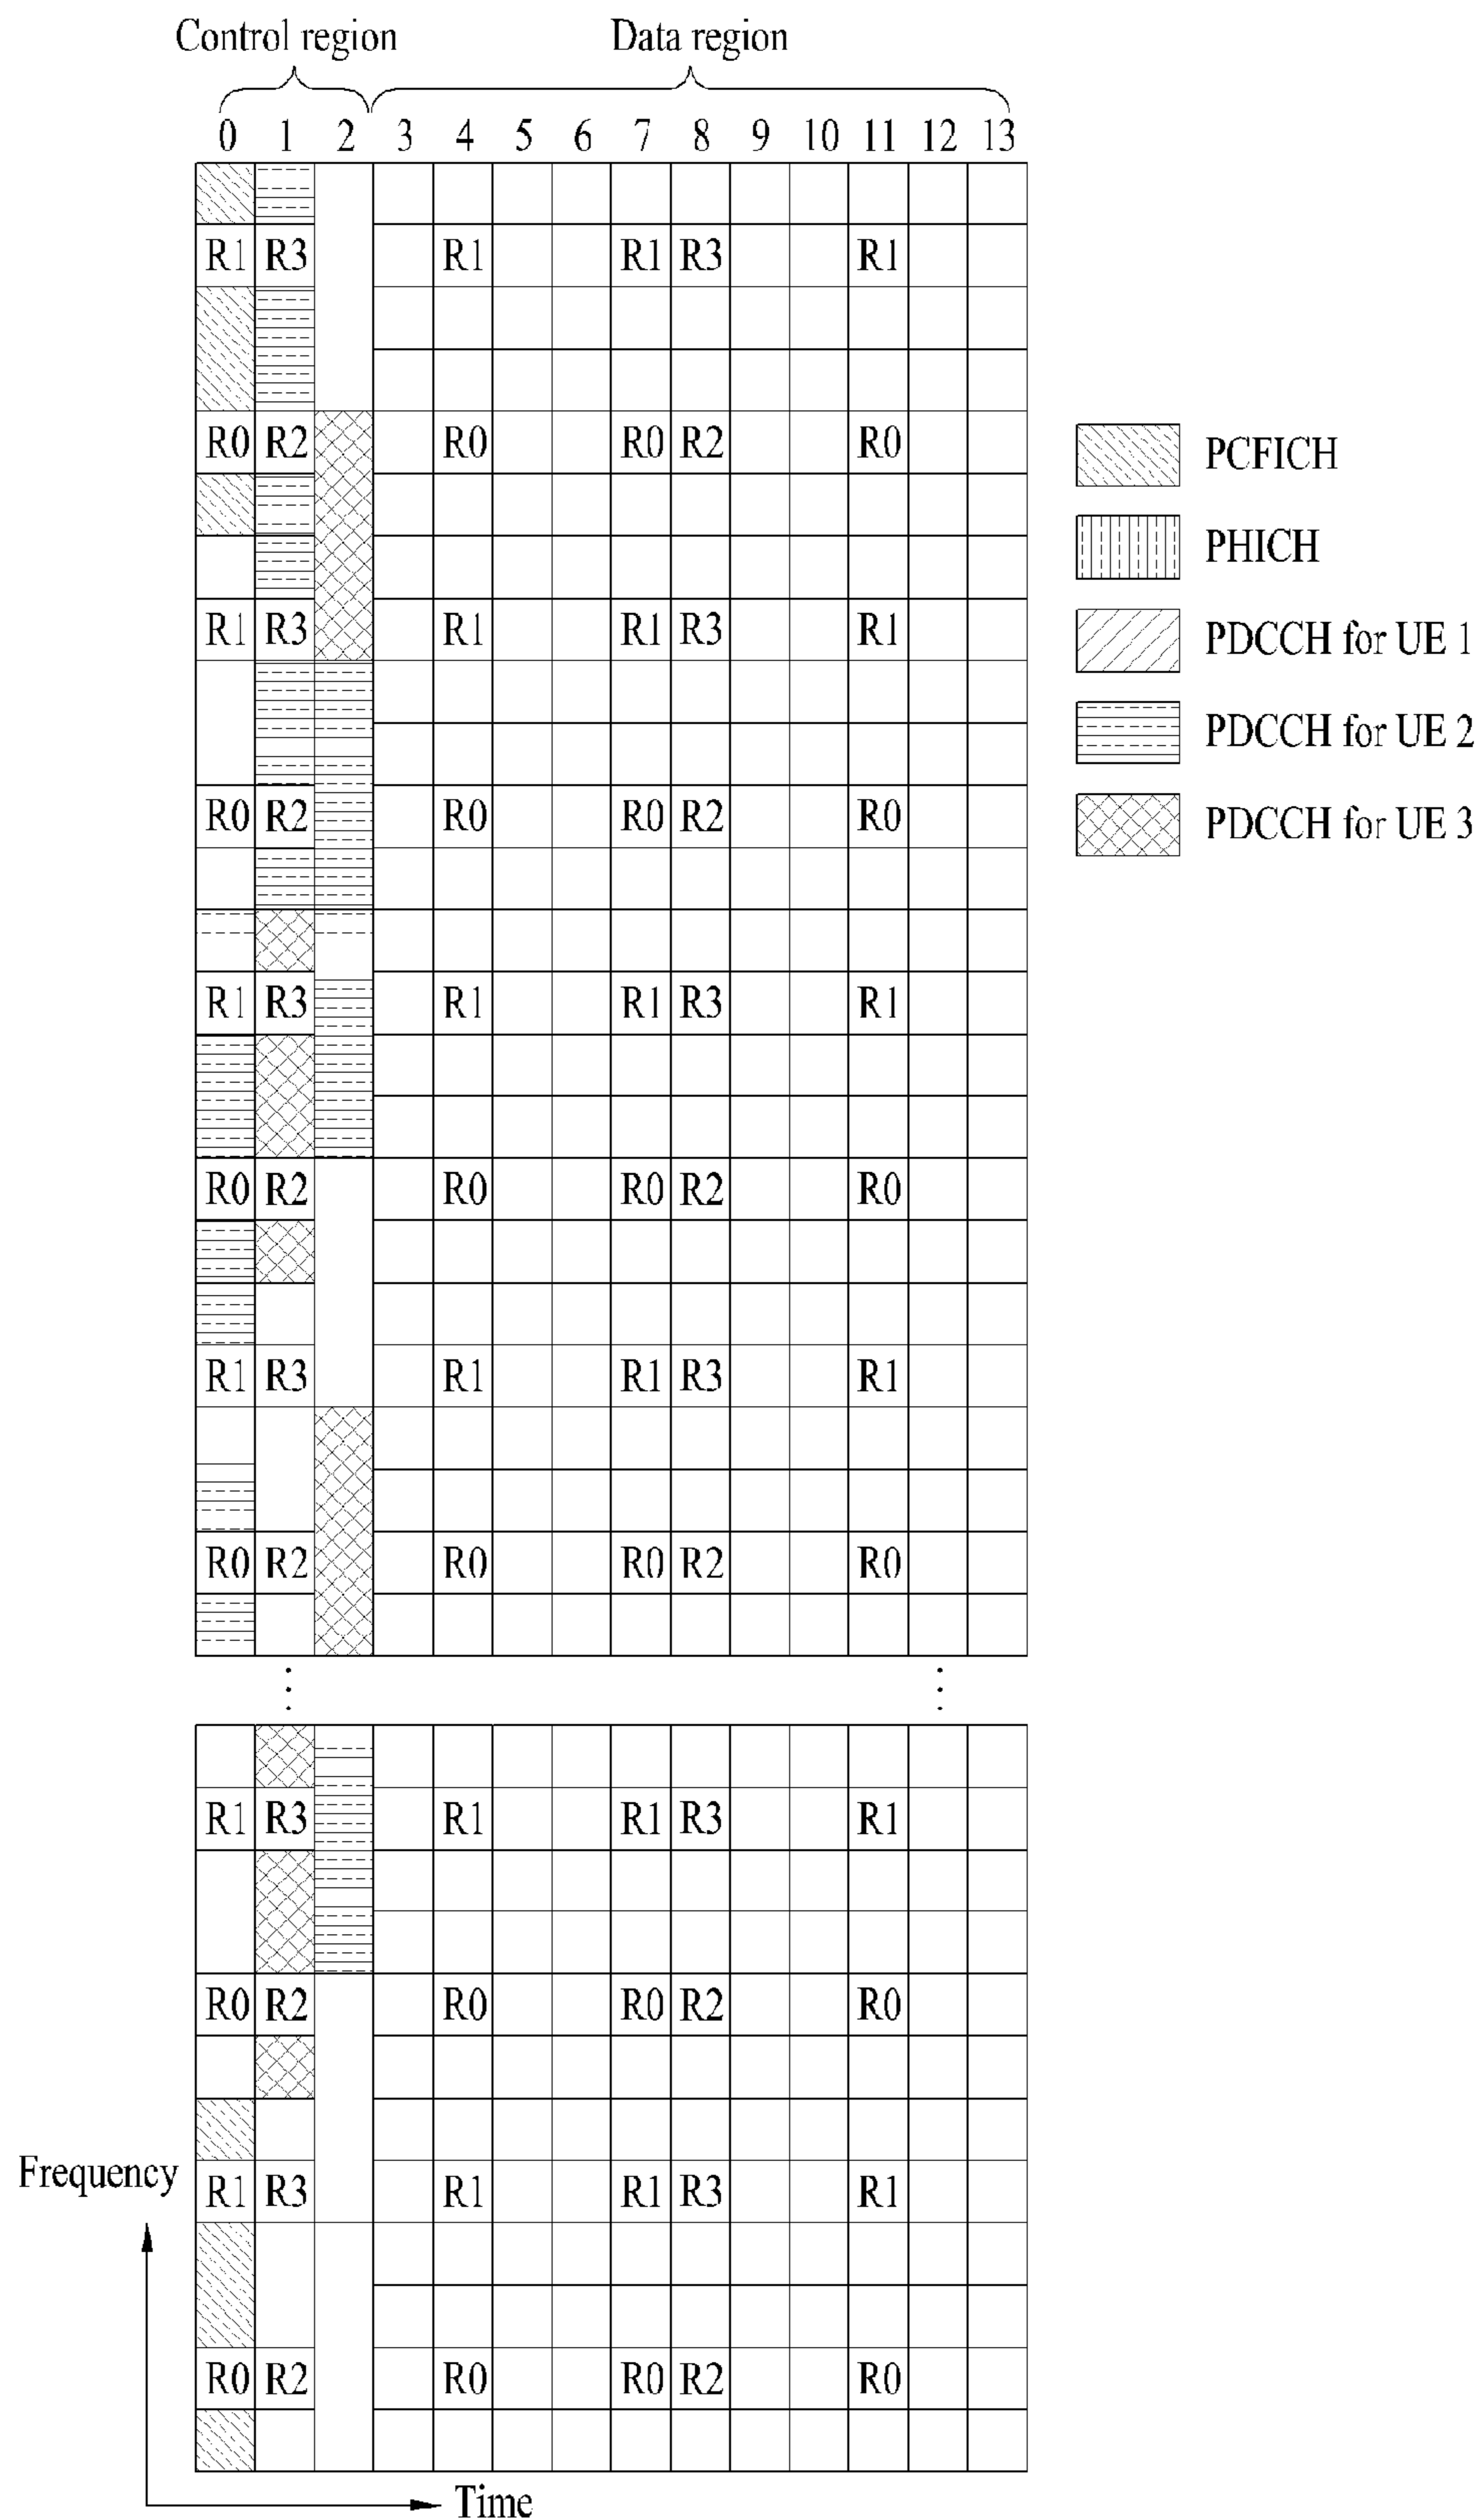 Control region Data region
0 1 2 3 4 5 6 7 8 9 10 11 12 13
R1 R3 R1 R1 R3 R1
R0 R2 R0 R0 R2 R0
PCFICH
PHICH
R1 R3 R1 R1 R3 R1
PDCCH for UE 1
PDCCH for UE 2
R0 R2 R0 R0 R2 R0
PDCCH for UE 3
R1 R3 R1 R1 R3 R1
R0 R2 R0 R0 R2 R0
R1 R3 R1 R1 R3 R1
R0 R2 R0 R0 R2 R0
R1 R3 R1 R1 R3 R1
R0 R2 R0 R0 R2 R0
Frequency
R1 R3 R1 R1 R3 R1
R0 R2 R0 R0 R2 R0
Time